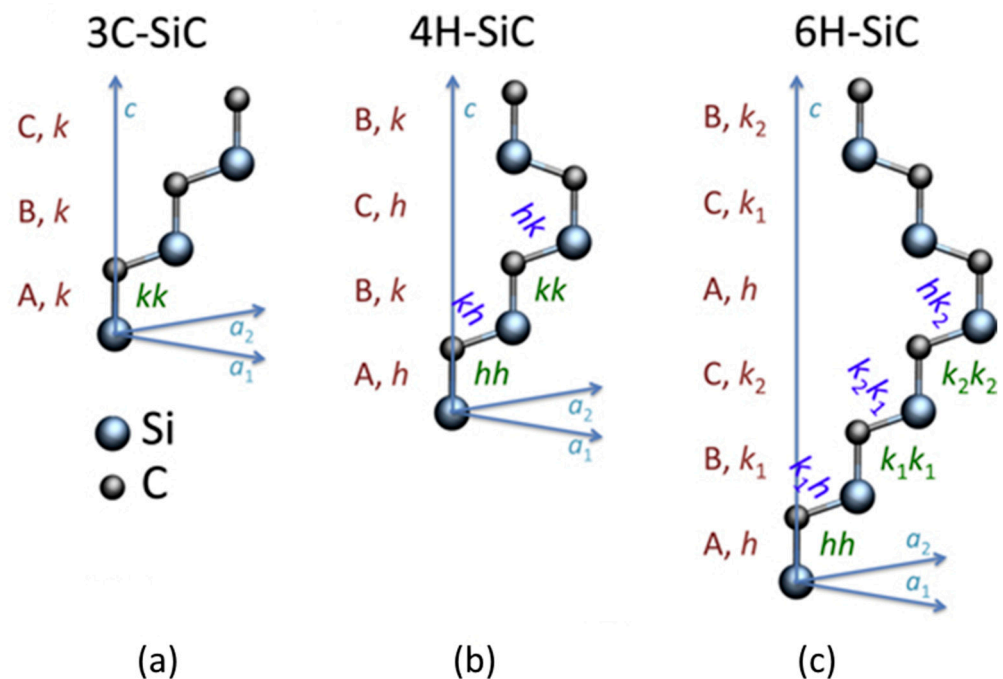 3C-SiC
C, k
B, k
A, k
c
kk
a₂
a₁
Si
C
(a)
4H-SiC
B, k
C, h
B, k
A, h
c
hk
kk
kh
hh
a₂
a₁
(b)
6H-SiC
B, k₂
C, k₁
A, h
C, k₂
B, k₁
A, h
c
hk₂
k₂k₂
k₂k₁
k₁k₁
k₁h
hh
a₂
a₁
(c)